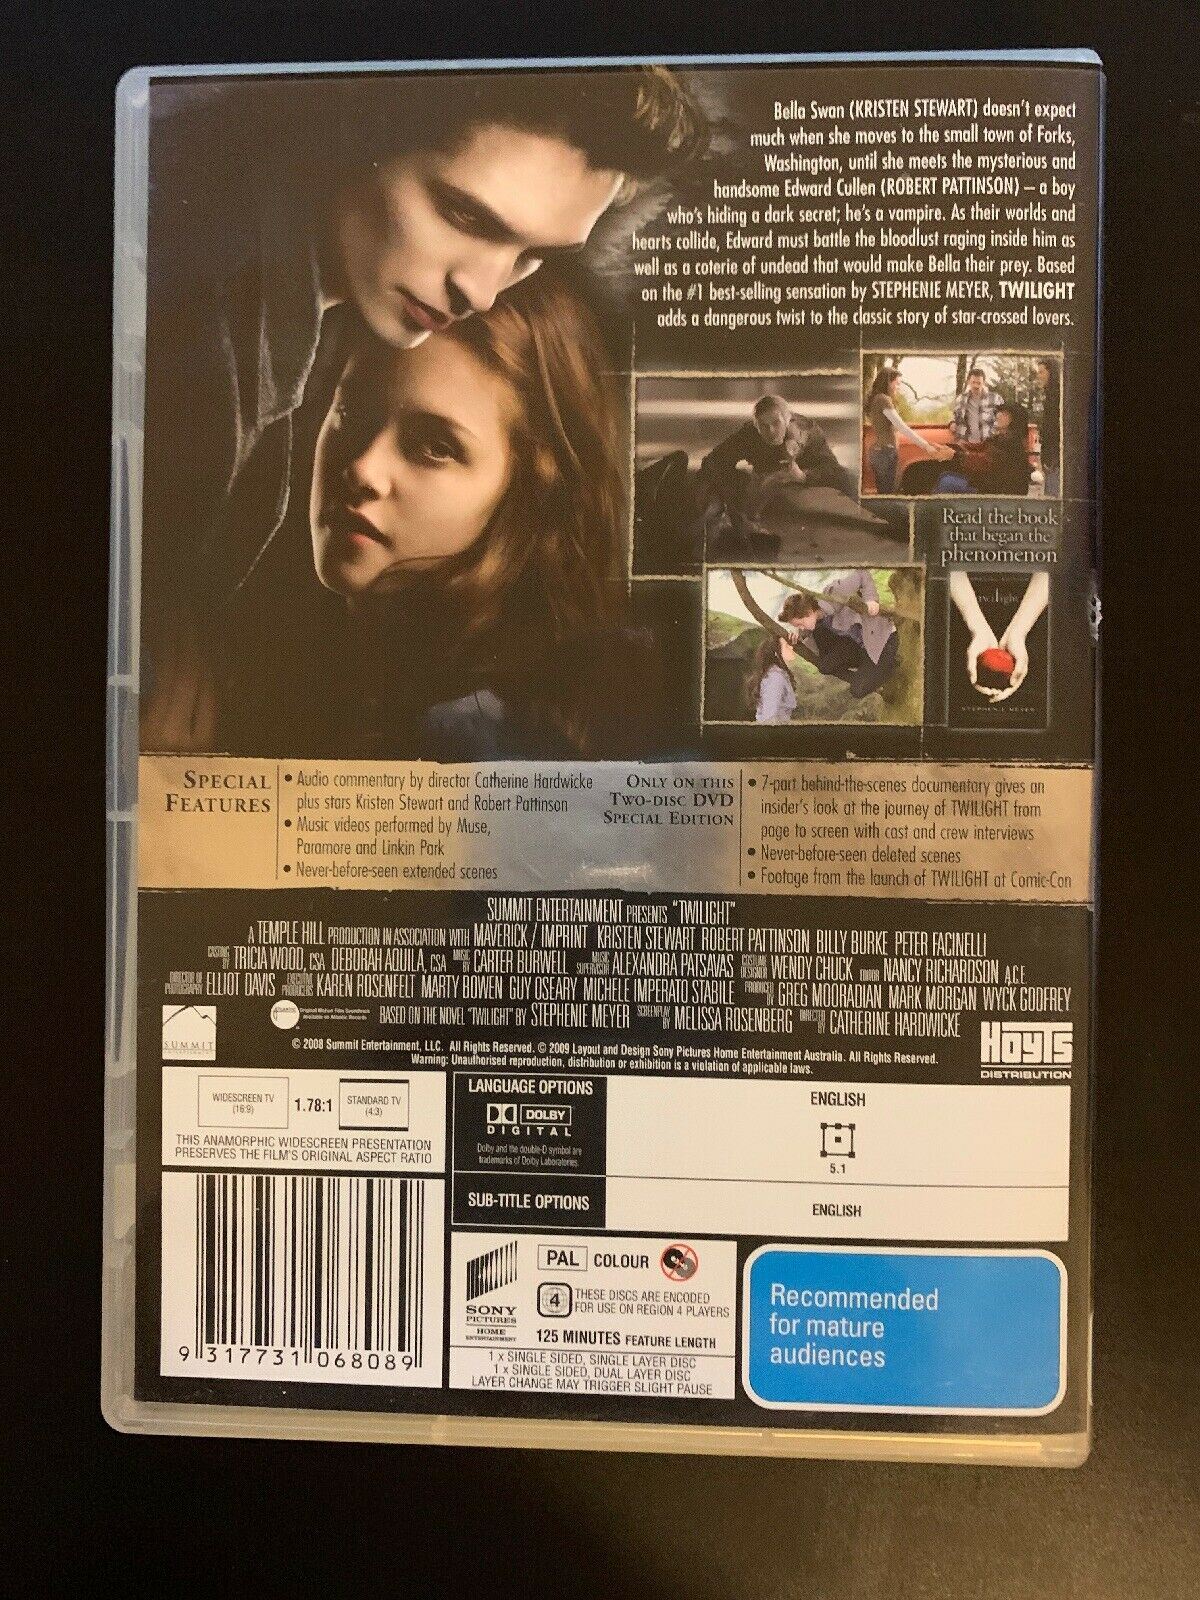 Bella Swan (KRISTEN STEWART) doesn't expect
much when she moves to the small town of Forks,
Washington, until she meets the mysterious and
handsome Edward Cullen (ROBERT PATTINSON) – a boy
who's hiding a dark secret; he's a vampire. As their worlds and
hearts collide, Edward must battle the bloodlust raging inside him as
well as a coterie of undead that would make Bella their prey. Based
on the #1 best-selling sensation by STEPHENIE MEYER, TWILIGHT
adds a dangerous twist to the classic story of star-crossed lovers.
Read the book
that began the
phenomenon
twilight
STEPHENIE MEYER
SPECIAL
FEATURES
• Audio commentary by director Catherine Hardwicke
plus stars Kristen Stewart and Robert Pattinson
• Music videos performed by Muse,
Paramore and Linkin Park
• Never-before-seen extended scenes
ONLY ON THIS
TWO-DISC DVD
SPECIAL EDITION
• 7-part behind-the-scenes documentary gives an
insider's look at the journey of TWILIGHT from
page to screen with cast and crew interviews
• Never-before-seen deleted scenes
• Footage from the launch of TWILIGHT at Comic-Con
SUMMIT ENTERTAINMENT PRESENTS "TWILIGHT"
A TEMPLE HILL PRODUCTION IN ASSOCIATION WITH MAVERICK / IMPRINT KRISTEN STEWART ROBERT PATTINSON BILLY BURKE PETER FACINELLI
CASTING BY TRICIA WOOD, CSA DEBORAH AQUILA, CSA MUSIC BY CARTER BURWELL MUSIC SUPERVISOR ALEXANDRA PATSAVAS COSTUME DESIGNER WENDY CHUCK EDITOR NANCY RICHARDSON A.C.E.
DIRECTOR OF PHOTOGRAPHY ELLIOT DAVIS EXECUTIVE PRODUCERS KAREN ROSENFELT MARTY BOWEN GUY OSEARY MICHELE IMPERATO STABILE PRODUCED BY GREG MOORADIAN MARK MORGAN WYCK GODFREY
Original Motion Picture Soundtrack
Available on Atlantic Records
BASED ON THE NOVEL "TWILIGHT" BY STEPHENIE MEYER SCREENPLAY BY MELISSA ROSENBERG DIRECTED BY CATHERINE HARDWICKE
SUMMIT
ENTERTAINMENT
© 2008 Summit Entertainment, LLC. All Rights Reserved. © 2009 Layout and Design Sony Pictures Home Entertainment Australia. All Rights Reserved.
Warning: Unauthorised reproduction, distribution or exhibition is a violation of applicable laws.
HOYTS
DISTRIBUTION
WIDESCREEN TV
(16:9)
1.78:1
STANDARD TV
(4:3)
THIS ANAMORPHIC WIDESCREEN PRESENTATION
PRESERVES THE FILM'S ORIGINAL ASPECT RATIO
LANGUAGE OPTIONS
DOLBY
DIGITAL
Dolby and the double-D symbol are
trademarks of Dolby Laboratories.
ENGLISH
5.1
SUB-TITLE OPTIONS
ENGLISH
9 317731 068089
SONY
PICTURES
HOME
ENTERTAINMENT
PAL COLOUR
4
THESE DISCS ARE ENCODED
FOR USE ON REGION 4 PLAYERS
125 MINUTES FEATURE LENGTH
1 x SINGLE SIDED, SINGLE LAYER DISC
1 x SINGLE SIDED, DUAL LAYER DISC
LAYER CHANGE MAY TRIGGER SLIGHT PAUSE
Recommended
for mature
audiences